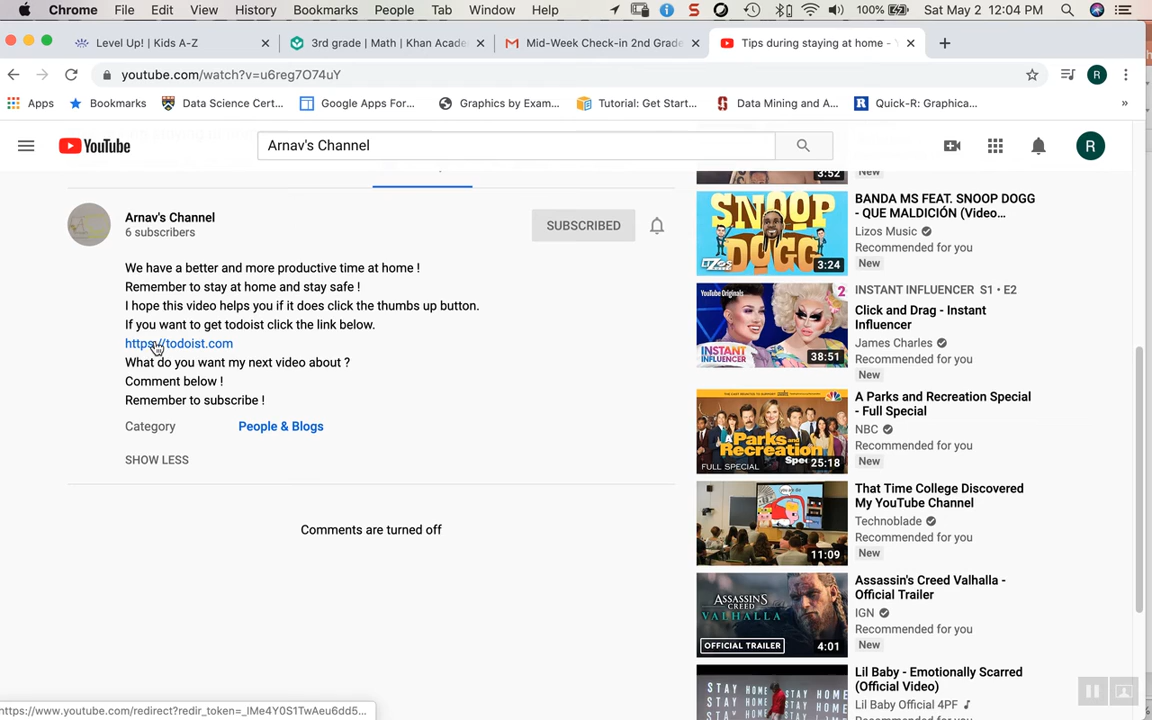 Chrome File Edit View History Bookmarks People Tab Window Help 100% Sat May 2 12:04 PM
Level Up! | Kids A-Z
3rd grade | Math | Khan Acade
Mid-Week Check-in 2nd Grade
Tips during staying at home -
youtube.com/watch?v=u6reg7O74uY R
Apps Bookmarks Data Science Cert... Google Apps For... Graphics by Exam... Tutorial: Get Start... Data Mining and A... Quick-R: Graphica... »
YouTube Arnav's Channel R
Arnav's Channel
6 subscribers
SUBSCRIBED
We have a better and more productive time at home !
Remember to stay at home and stay safe !
I hope this video helps you if it does click the thumbs up button.
If you want to get todoist click the link below.
https://todoist.com
What do you want my next video about ?
Comment below !
Remember to subscribe !
Category People & Blogs
SHOW LESS
Comments are turned off
3:52
New
SNOOP
DOGG
3:24
BANDA MS FEAT. SNOOP DOGG
- QUE MALDICIÓN (Video...
Lizos Music
Recommended for you
New
INSTANT
INFLUENCER
2
38:51
INSTANT INFLUENCER S1 • E2
Click and Drag - Instant
Influencer
James Charles
Recommended for you
New
A Parks and
Recreation
FULL SPECIAL
25:18
A Parks and Recreation Special
- Full Special
NBC
Recommended for you
New
11:09
That Time College Discovered
My YouTube Channel
Technoblade
Recommended for you
New
ASSASSIN'S
CREED
VALHALLA
OFFICIAL TRAILER
4:01
Assassin's Creed Valhalla -
Official Trailer
IGN
Recommended for you
New
STAY HOME
Lil Baby - Emotionally Scarred
(Official Video)
Lil Baby Official 4PF
https://www.youtube.com/redirect?redir_token=_IMe4Y0S1TwAeu6dd5...